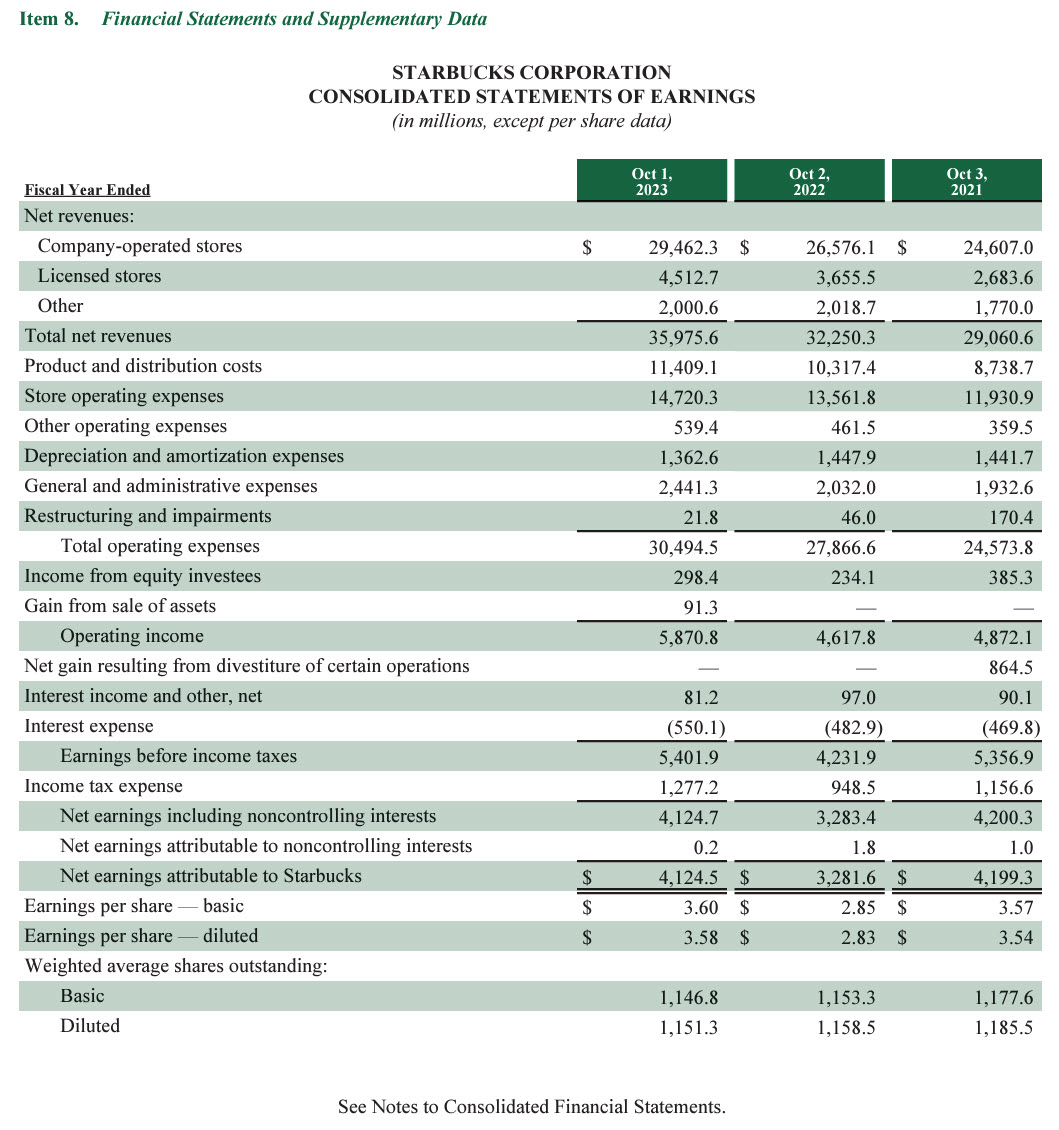 Item 8. Financial Statements and Supplementary Data
STARBUCKS CORPORATION
CONSOLIDATED STATEMENTS OF EARNINGS
(in millions, except per share data)
Fiscal Year Ended Oct 1, 2023 Oct 2, 2022 Oct 3, 2021
Net revenues:
Company-operated stores $ 29,462.3 $ 26,576.1 $ 24,607.0
Licensed stores 4,512.7 3,655.5 2,683.6
Other 2,000.6 2,018.7 1,770.0
Total net revenues 35,975.6 32,250.3 29,060.6
Product and distribution costs 11,409.1 10,317.4 8,738.7
Store operating expenses 14,720.3 13,561.8 11,930.9
Other operating expenses 539.4 461.5 359.5
Depreciation and amortization expenses 1,362.6 1,447.9 1,441.7
General and administrative expenses 2,441.3 2,032.0 1,932.6
Restructuring and impairments 21.8 46.0 170.4
Total operating expenses 30,494.5 27,866.6 24,573.8
Income from equity investees 298.4 234.1 385.3
Gain from sale of assets 91.3 — —
Operating income 5,870.8 4,617.8 4,872.1
Net gain resulting from divestiture of certain operations — — 864.5
Interest income and other, net 81.2 97.0 90.1
Interest expense (550.1) (482.9) (469.8)
Earnings before income taxes 5,401.9 4,231.9 5,356.9
Income tax expense 1,277.2 948.5 1,156.6
Net earnings including noncontrolling interests 4,124.7 3,283.4 4,200.3
Net earnings attributable to noncontrolling interests 0.2 1.8 1.0
Net earnings attributable to Starbucks $ 4,124.5 $ 3,281.6 $ 4,199.3
Earnings per share — basic $ 3.60 $ 2.85 $ 3.57
Earnings per share — diluted $ 3.58 $ 2.83 $ 3.54
Weighted average shares outstanding:
Basic 1,146.8 1,153.3 1,177.6
Diluted 1,151.3 1,158.5 1,185.5
See Notes to Consolidated Financial Statements.